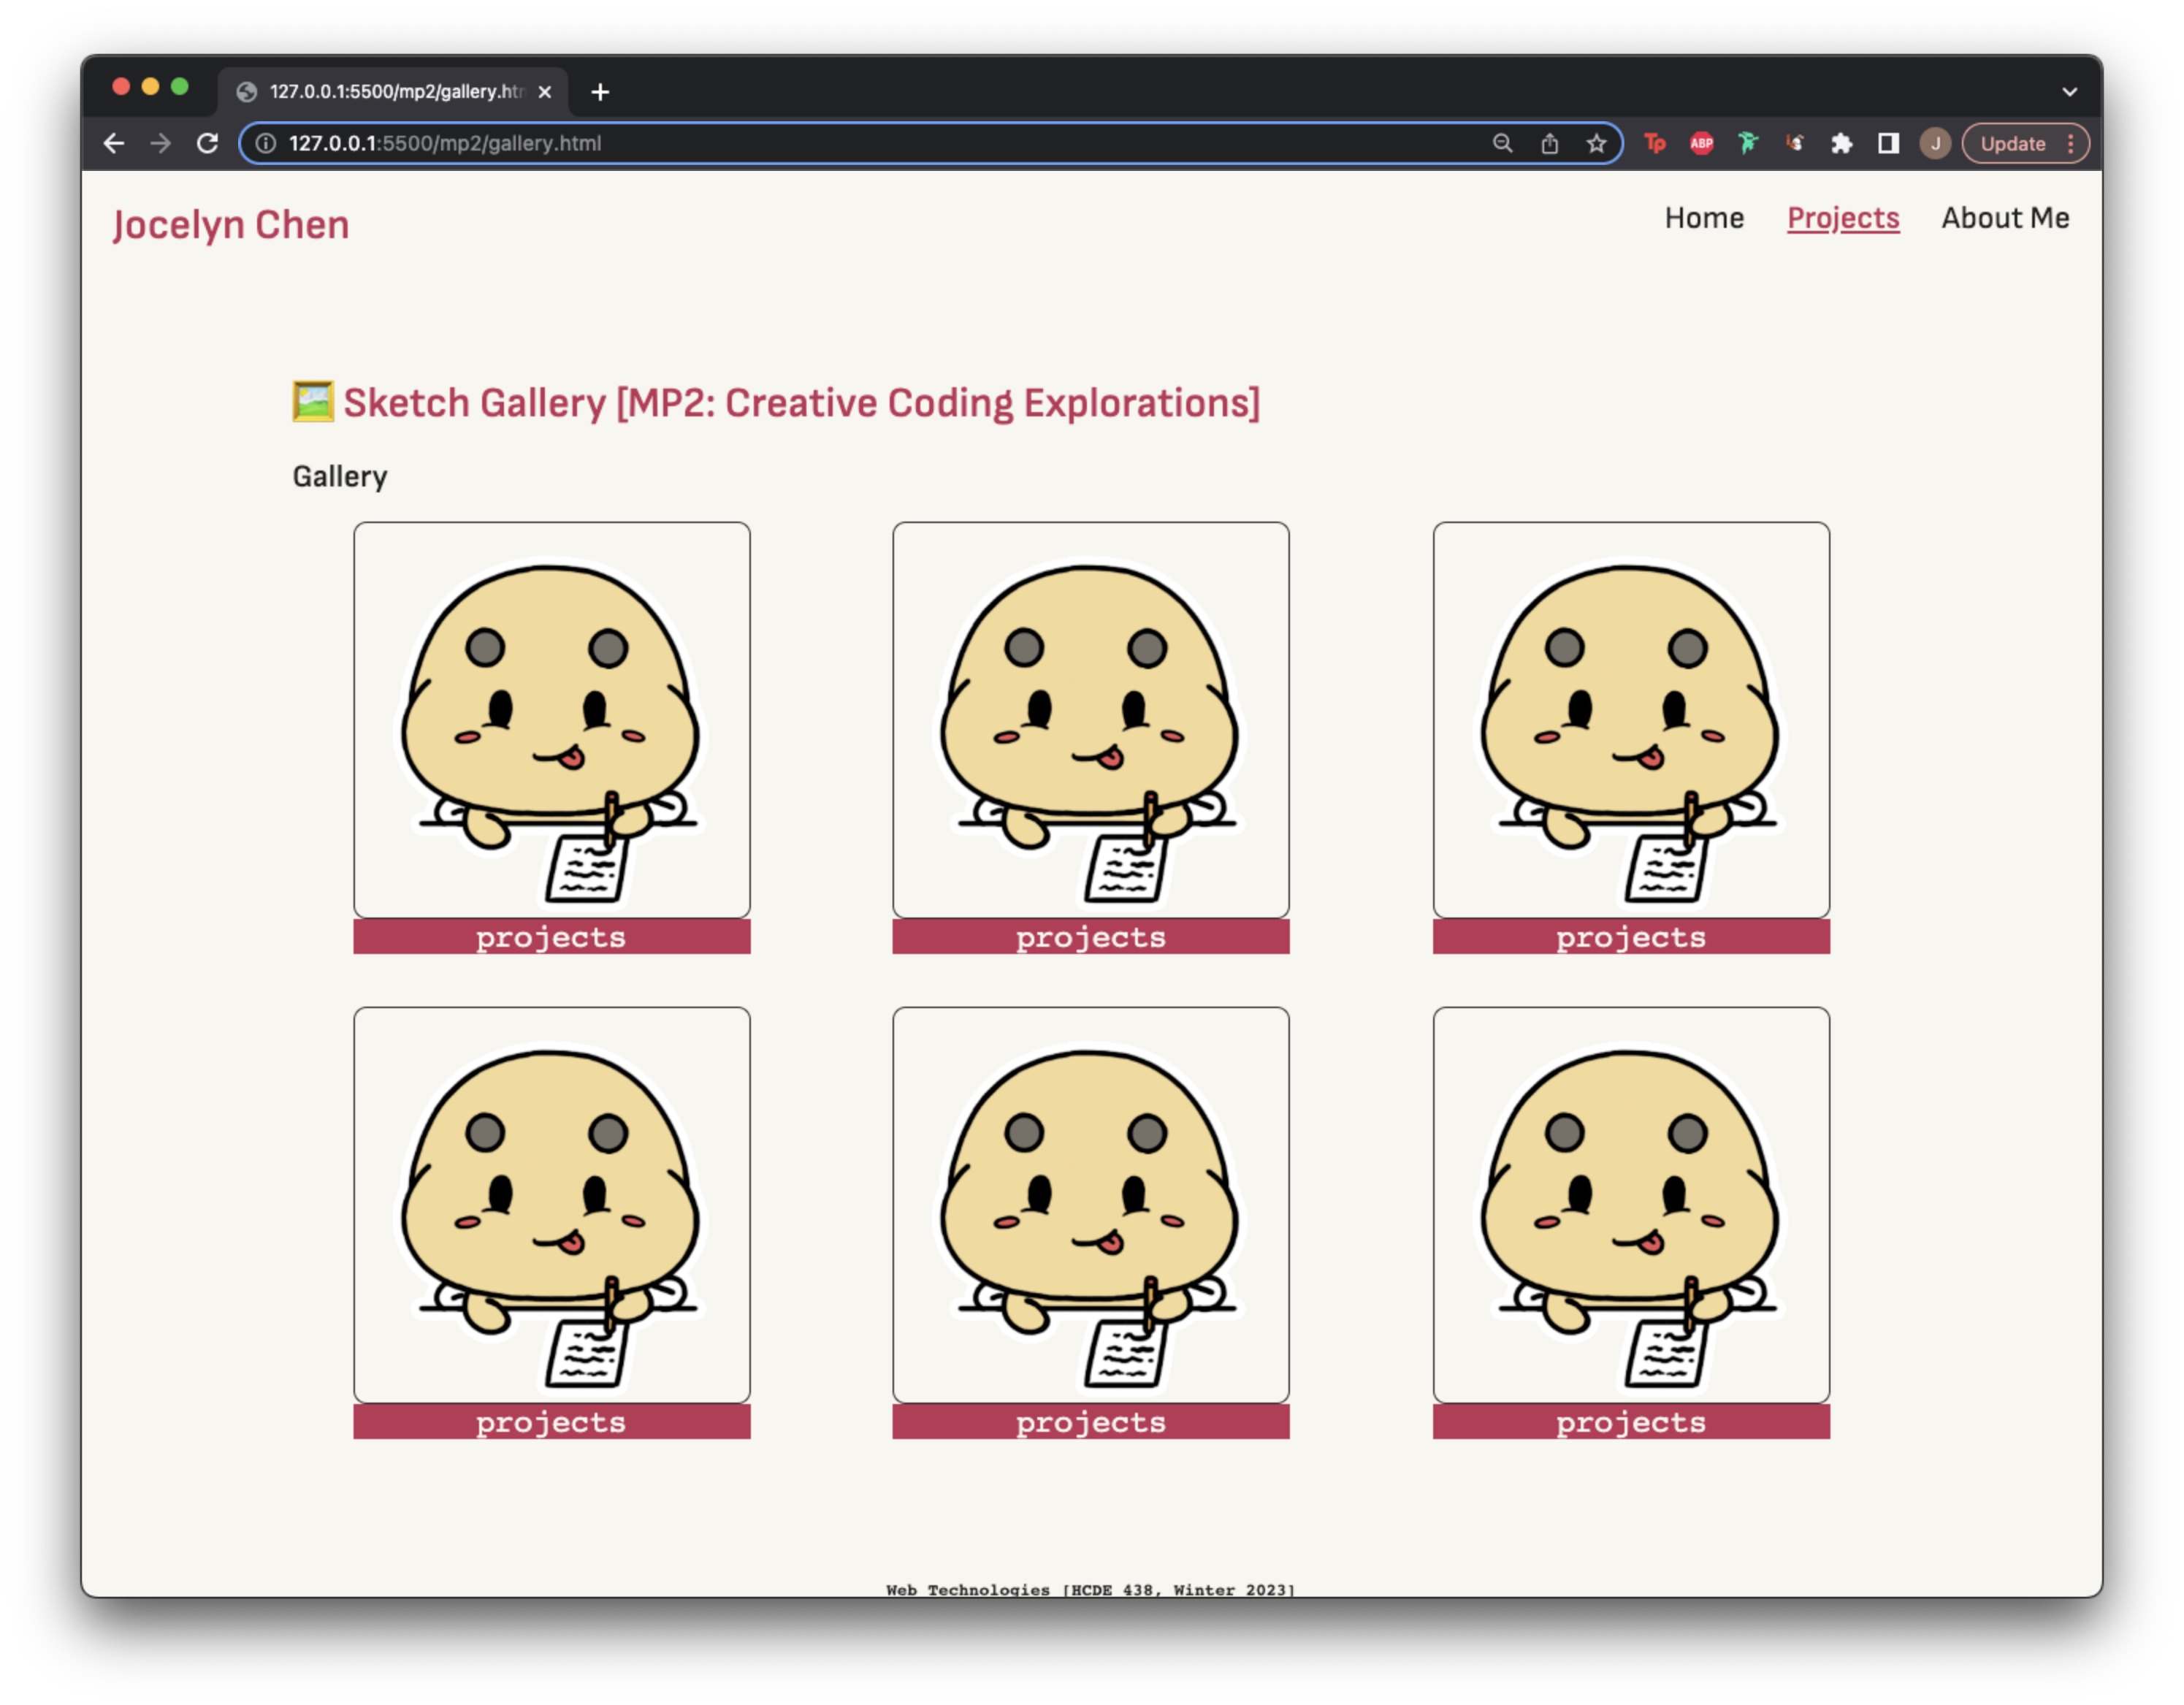 127.0.0.1:5500/mp2/gallery.htm
127.0.0.1:5500/mp2/gallery.html
Tp
ABP
J
Update
Jocelyn Chen
Home
Projects
About Me
🖼️ Sketch Gallery [MP2: Creative Coding Explorations]
Gallery
projects
projects
projects
projects
projects
projects
Web Technologies [HCDE 438, Winter 2023]